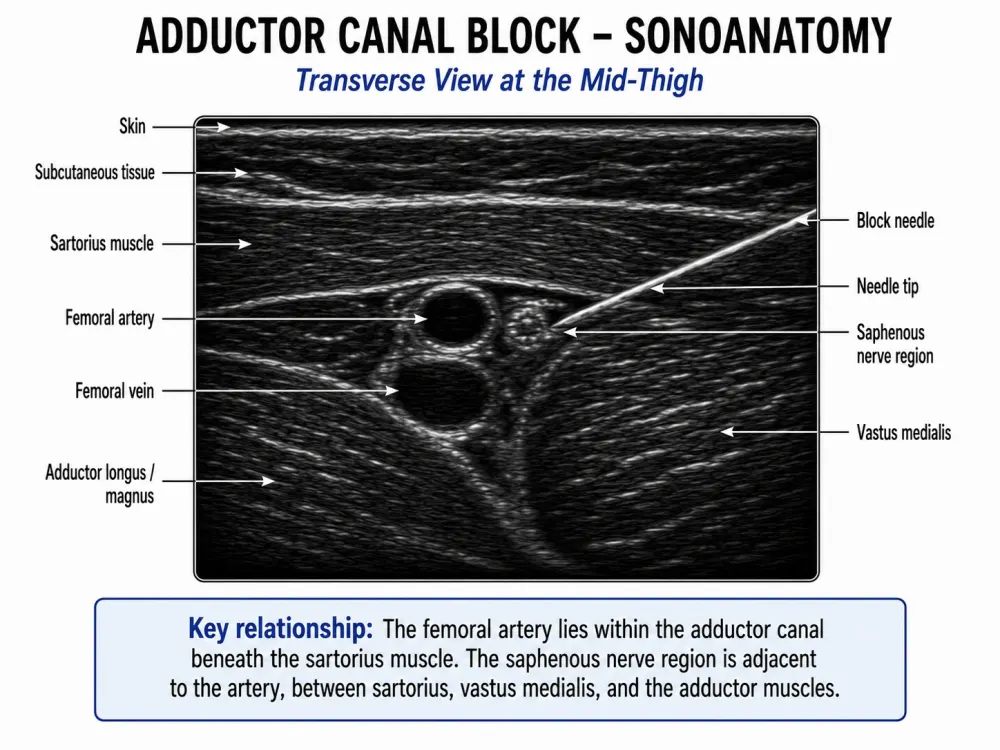 ADDUCTOR CANAL BLOCK – SONOANATOMY
Transverse View at the Mid-Thigh
Skin
Subcutaneous tissue
Sartorius muscle
Femoral artery
Femoral vein
Adductor longus /
magnus
Block needle
Needle tip
Saphenous
nerve region
Vastus medialis
Key relationship: The femoral artery lies within the adductor canal
beneath the sartorius muscle. The saphenous nerve region is adjacent
to the artery, between sartorius, vastus medialis, and the adductor muscles.